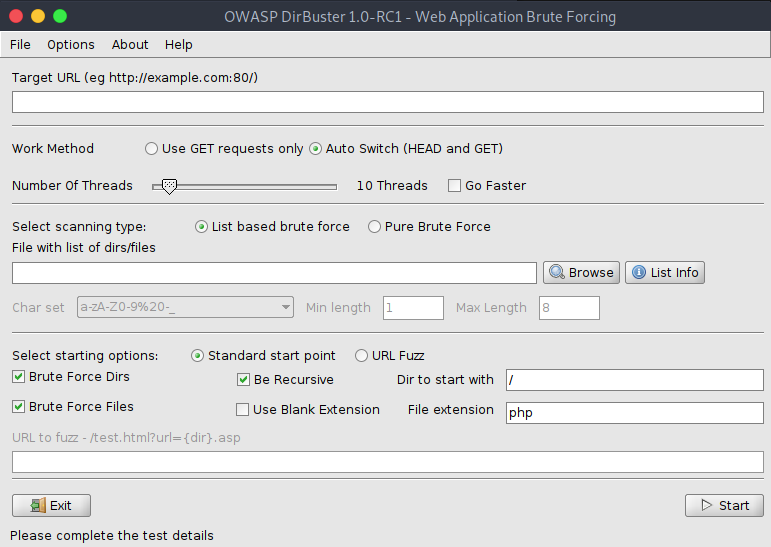 OWASP DirBuster 1.0-RC1 - Web Application Brute Forcing
File Options About Help
Target URL (eg http://example.com:80/)
Work Method Use GET requests only Auto Switch (HEAD and GET)
Number Of Threads 10 Threads Go Faster
Select scanning type: List based brute force Pure Brute Force
File with list of dirs/files
Browse List Info
Char set a-zA-Z0-9%20-_ Min length 1 Max Length 8
Select starting options: Standard start point URL Fuzz
Brute Force Dirs Be Recursive Dir to start with /
Brute Force Files Use Blank Extension File extension php
URL to fuzz - /test.html?url={dir}.asp
Exit Start
Please complete the test details